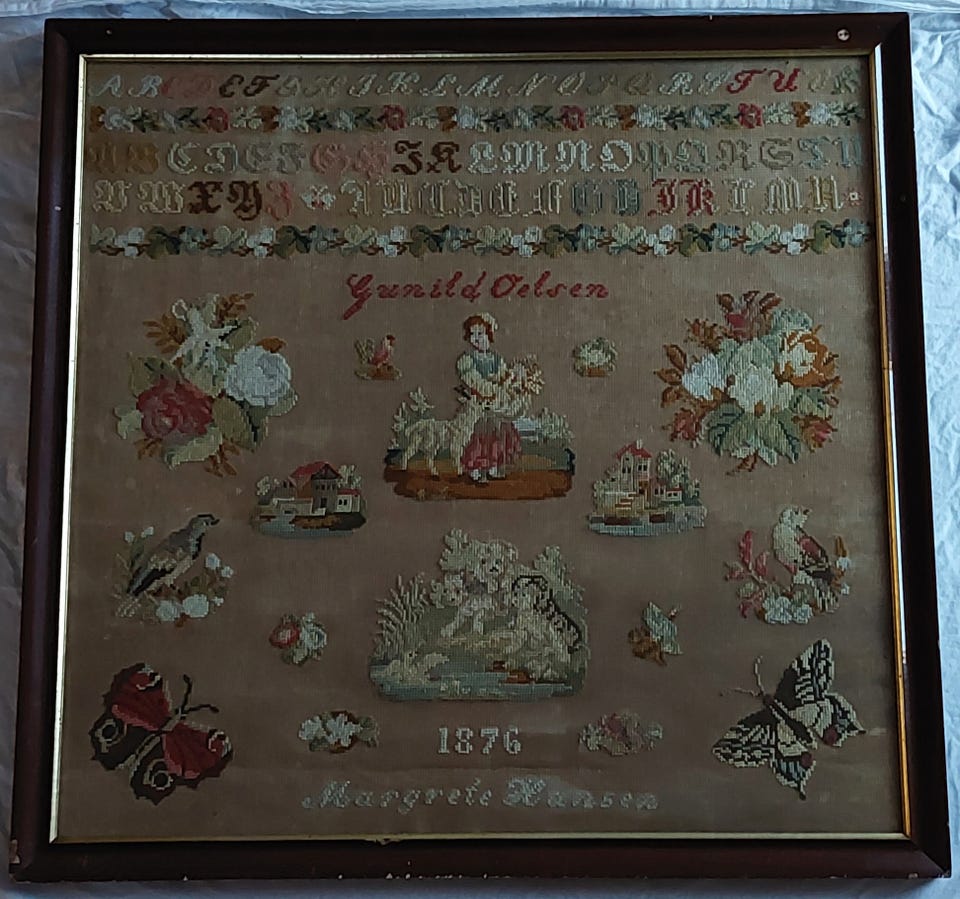 A B C D E F G H I K L M N O P Q R S T U V W
A B C D E F G H I K L M N O P Q R S T U
V W X Y Z A B C D E F G H I K L M N
Gunild Oelsen
1876
Margrete Hansen